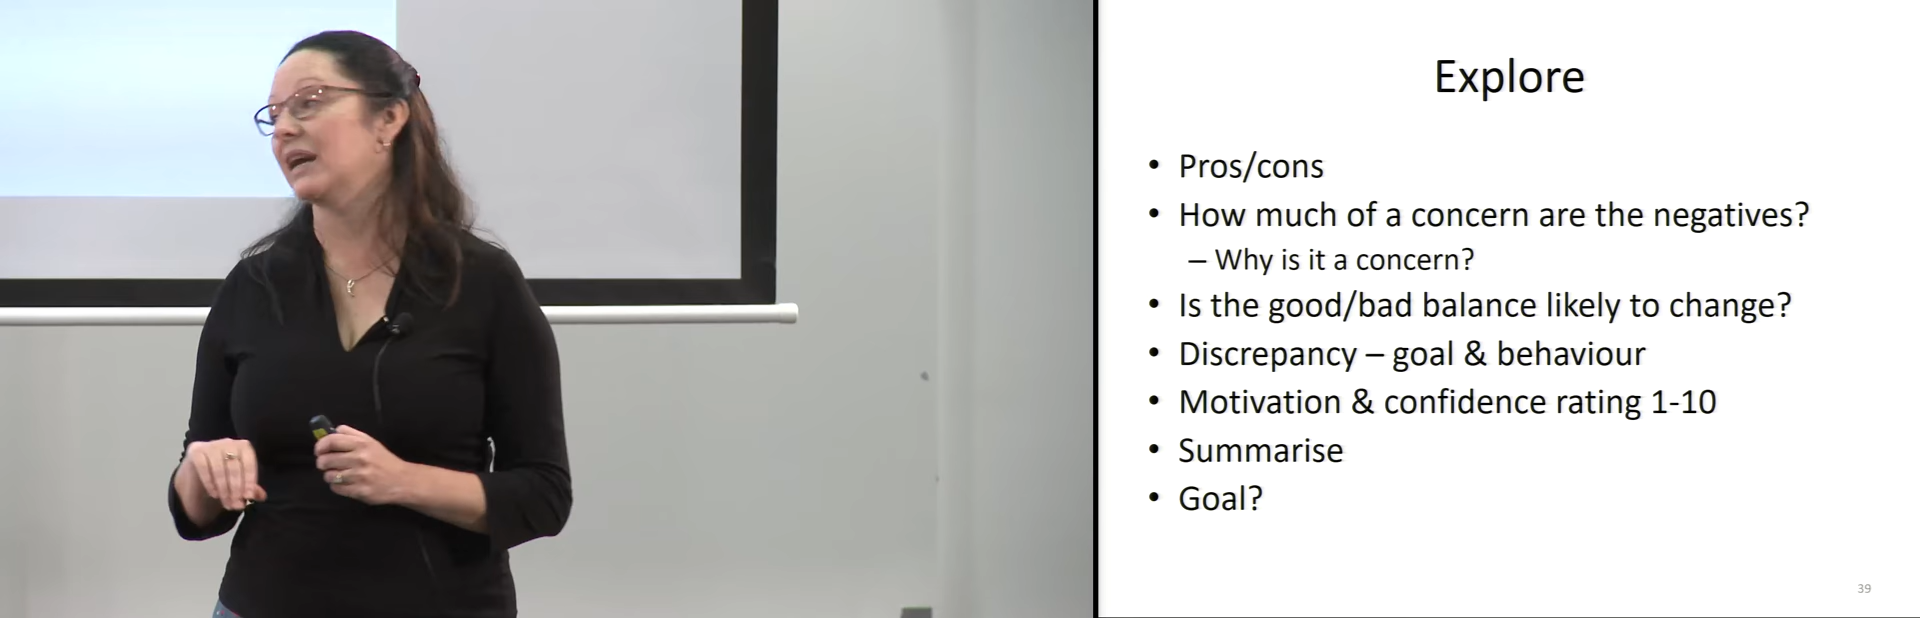 Explore
• Pros/cons
• How much of a concern are the negatives?
– Why is it a concern?
• Is the good/bad balance likely to change?
• Discrepancy – goal & behaviour
• Motivation & confidence rating 1-10
• Summarise
• Goal?
39